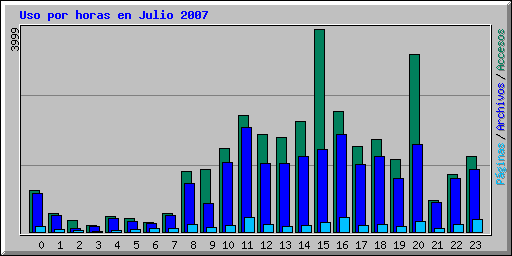 Uso por horas en Julio 2007
3999
Páginas / Archivos / Accesos
0 1 2 3 4 5 6 7 8 9 10 11 12 13 14 15 16 17 18 19 20 21 22 23